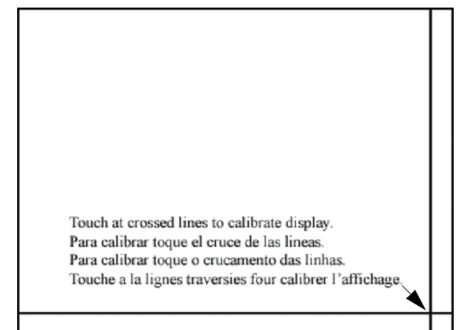 Touch at crossed lines to calibrate display.
Para calibrar toque el cruce de las lineas.
Para calibrar toque o crucamento das linhas.
Touche a la lignes traversies four calibrer l’affichage